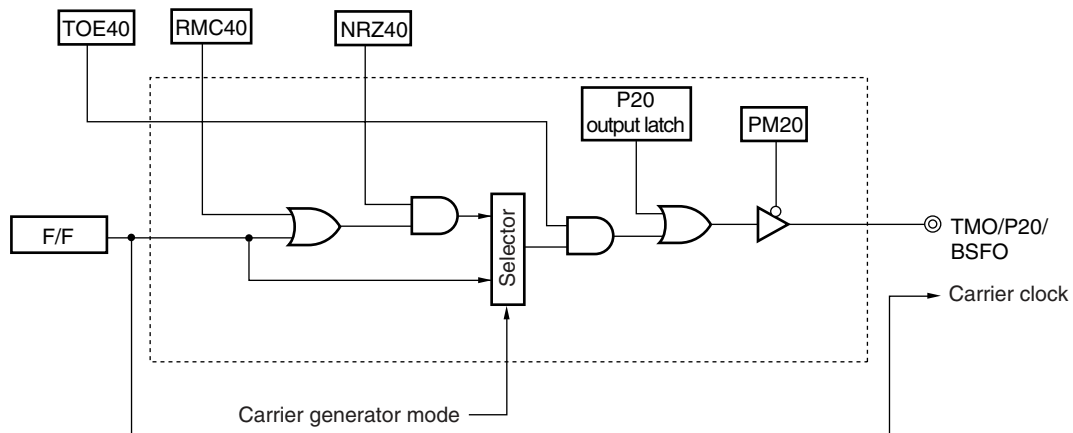 TOE40
RMC40
NRZ40
P20
output latch
PM20
F/F
Selector
TMO/P20/
BSFO
Carrier clock
Carrier generator mode